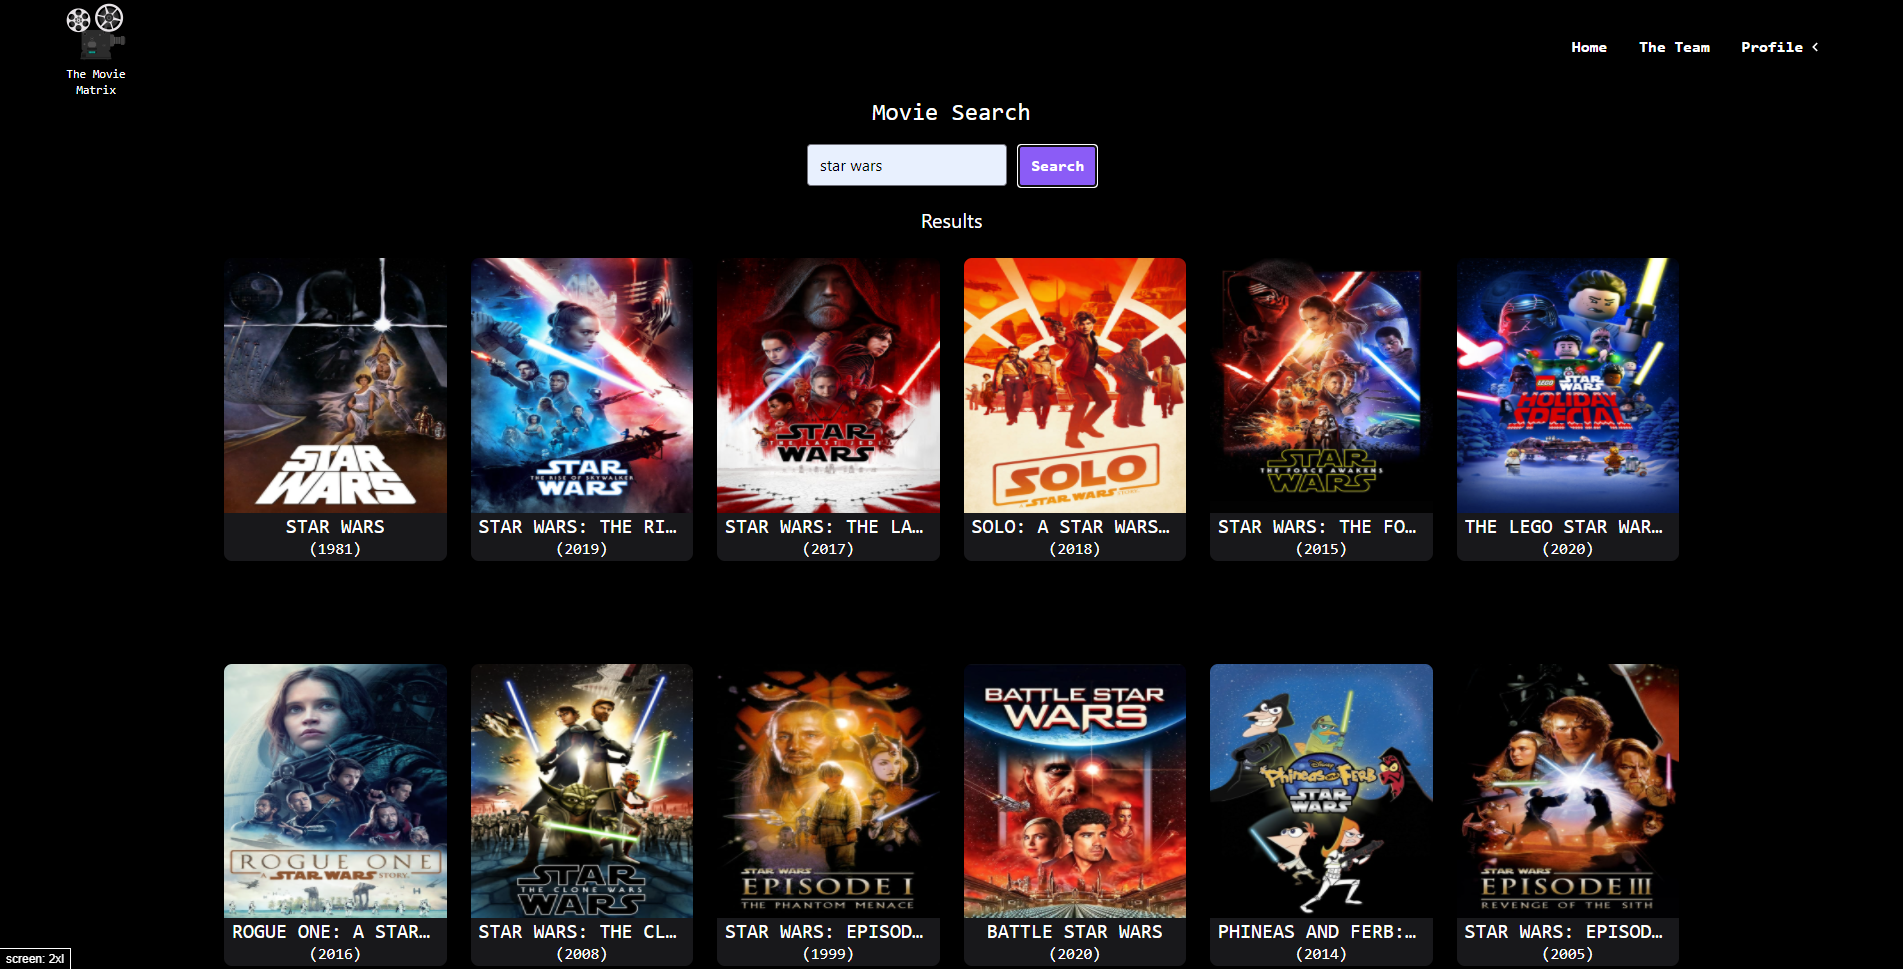 The Movie
Matrix
Home
The Team
Profile <
Movie Search
star wars
Search
Results
STAR
WARS
STAR
THE RISE OF SKYWALKER
WARS
STAR
THE LAST JEDI
WARS
SOLO
A STAR WARS STORY
STAR
THE FORCE AWAKENS
WARS
LEGO STAR WARS
HOLIDAY
SPECIAL
STAR WARS
(1981)
STAR WARS: THE RI…
(2019)
STAR WARS: THE LA…
(2017)
SOLO: A STAR WARS…
(2018)
STAR WARS: THE FO…
(2015)
THE LEGO STAR WAR…
(2020)
ROGUE ONE
A STAR WARS STORY
STAR
THE CLONE WARS
WARS
STAR WARS
EPISODE I
THE PHANTOM MENACE
BATTLE STAR
WARS
Disney
Phineas and Ferb
STAR
WARS
STAR WARS
EPISODE III
REVENGE OF THE SITH
ROGUE ONE: A STAR…
(2016)
STAR WARS: THE CL…
(2008)
STAR WARS: EPISOD…
(1999)
BATTLE STAR WARS
(2020)
PHINEAS AND FERB:…
(2014)
STAR WARS: EPISOD…
(2005)
screen: 2xl